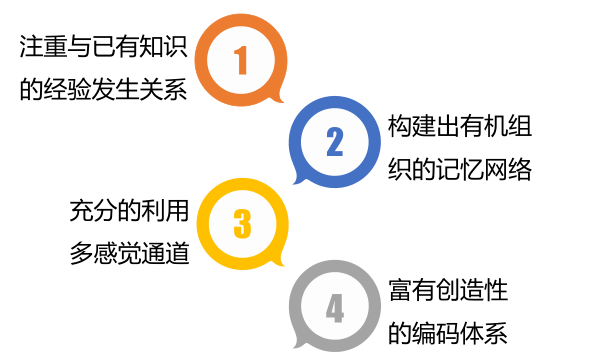 注重与已有知识
的经验发生关系
1
2
构建出有机组
织的记忆网络
充分的利用
多感觉通道
3
4
富有创造性
的编码体系